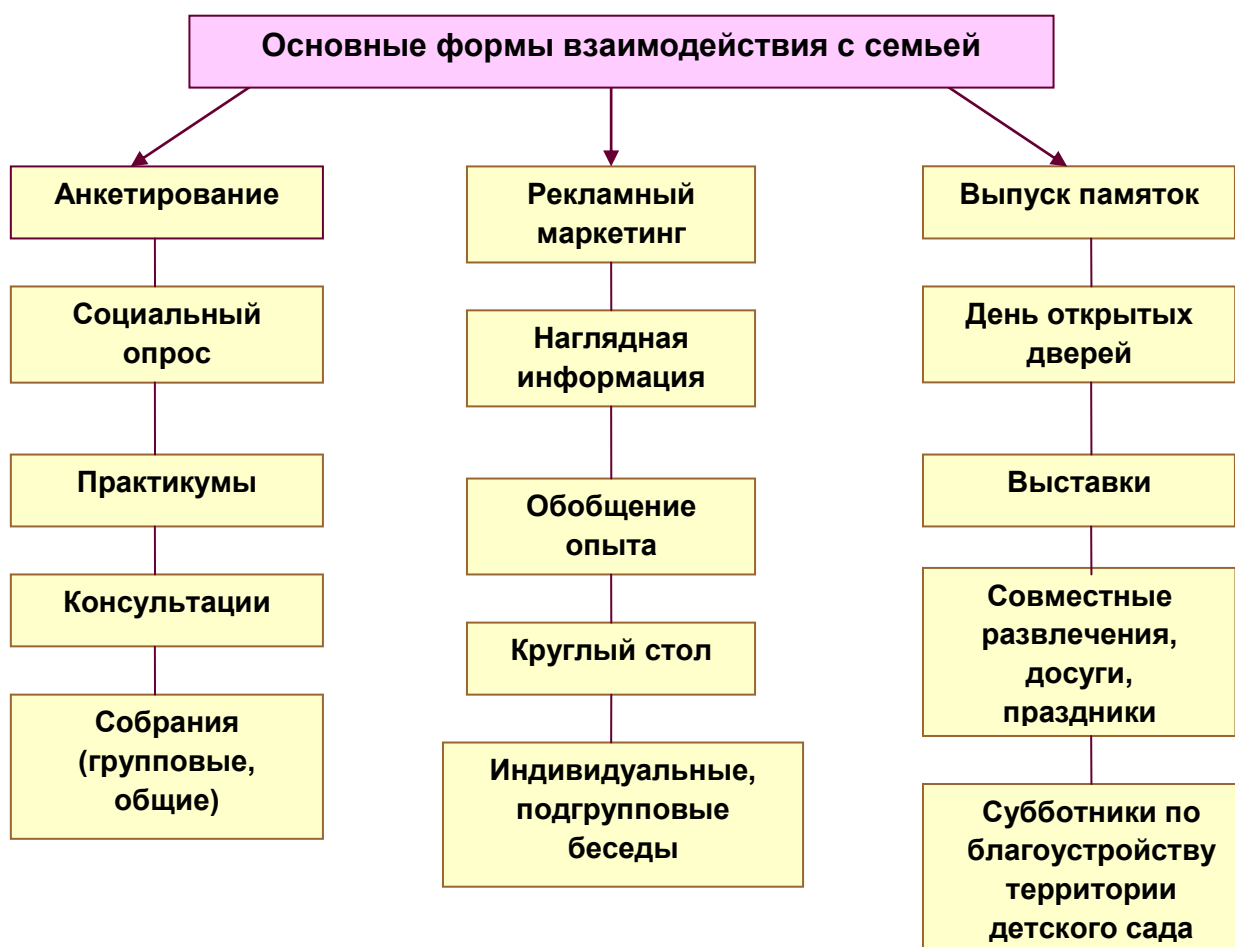 Основные формы взаимодействия с семьей
Анкетирование
Социальный
опрос
Практикумы
Консультации
Собрания
(групповые,
общие)
Рекламный
маркетинг
Наглядная
информация
Обобщение
опыта
Круглый стол
Индивидуальные,
подгрупповые
беседы
Выпуск памяток
День открытых
дверей
Выставки
Совместные
развлечения,
досуги,
праздники
Субботники по
благоустройству
территории
детского сада